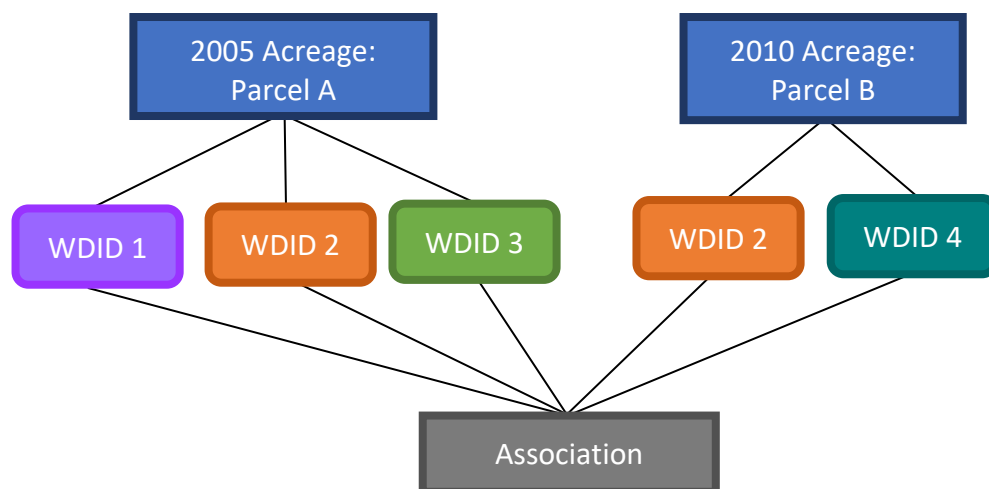 2005 Acreage:
Parcel A
2010 Acreage:
Parcel B
WDID 1
WDID 2
WDID 3
WDID 2
WDID 4
Association